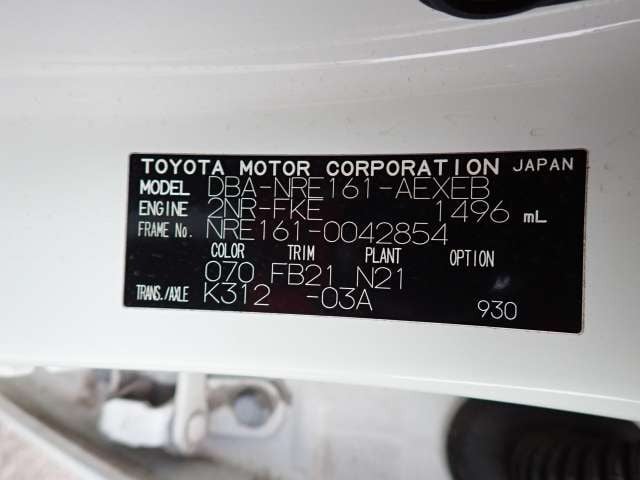 TOYOTA MOTOR CORPORATION JAPAN
MODEL DBA-NRE161-AEXEB
ENGINE 2NR-FKE 1496 mL
FRAME No. NRE161-0042854
COLOR TRIM PLANT OPTION
070 FB21 N21
TRANS./AXLE K312 -03A
930